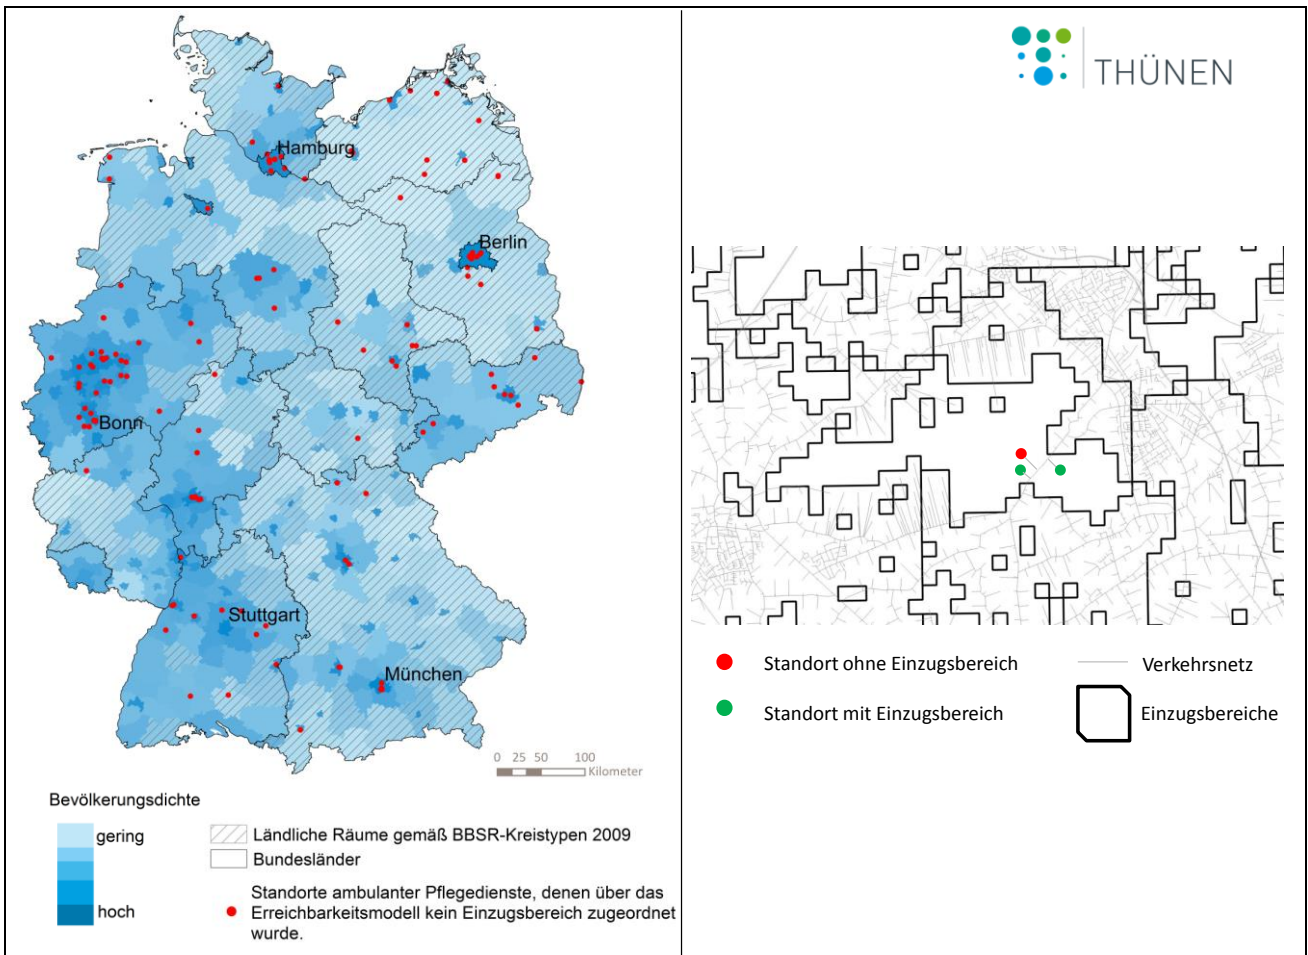 Hamburg
Berlin
Bonn
Stuttgart
München
0 25 50 100
Kilometer
Bevölkerungsdichte
gering
hoch
Ländliche Räume gemäß BBSR-Kreistypen 2009
Bundesländer
Standorte ambulanter Pflegedienste, denen über das
Erreichbarkeitsmodell kein Einzugsbereich zugeordnet
wurde.
THÜNEN
Standort ohne Einzugsbereich
Standort mit Einzugsbereich
Verkehrsnetz
Einzugsbereiche